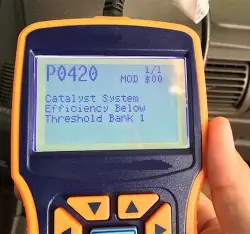 P0420 1/1
MOD $00
Catalyst System
Efficiency Below
Threshold Bank 1